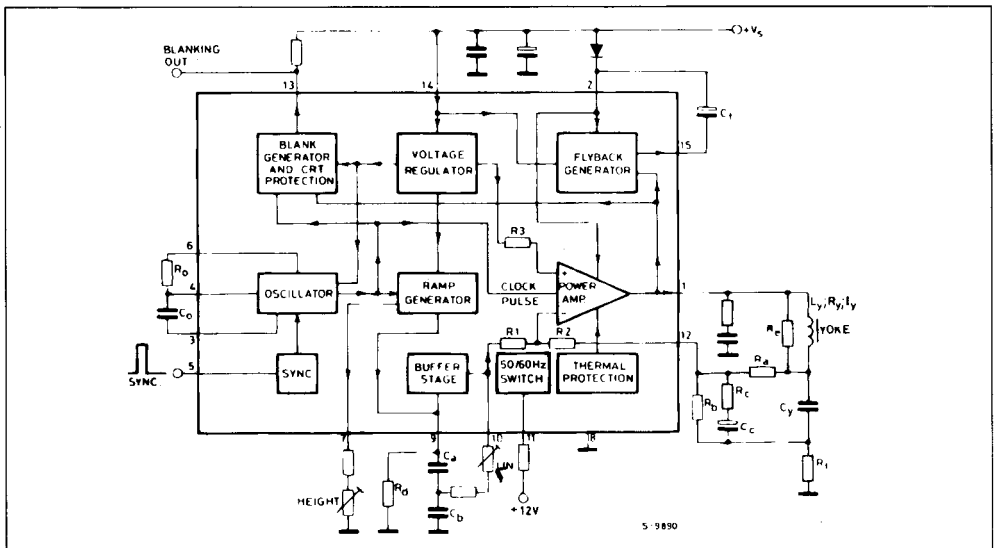 +Vs
BLANKING
OUT
13
14
2
Ct
15
BLANK
GENERATOR
AND CRT
PROTECTION
VOLTAGE
REGULATOR
FLYBACK
GENERATOR
R3
6
Ro
4
Co
3
OSCILLATOR
RAMP
GENERATOR
CLOCK
PULSE
+
POWER
AMP.
-
1
Ly;Ry;Iy
YOKE
Re
R1
R2
12
Ra
SYNC.
5
SYNC
BUFFER
STAGE
50/60Hz
SWITCH
THERMAL
PROTECTION
Rb
Rc
Cc
Cy
Rf
7
9
10
11
18
HEIGHT
Rd
Ca
Cb
LIN
+12V
S-9890